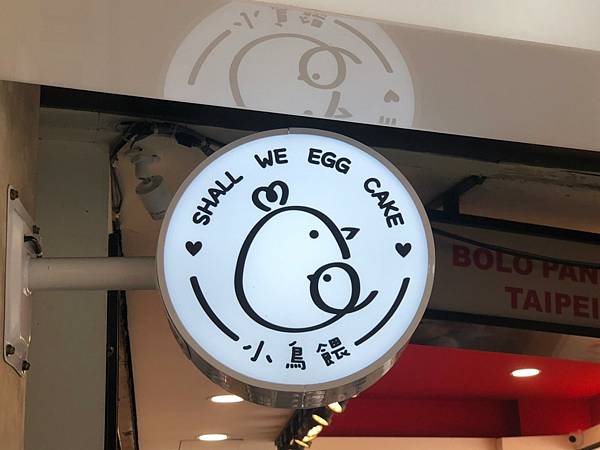 SHALL WE EGG CAKE
小鳥餵
BOLO PAN
TAIPEI